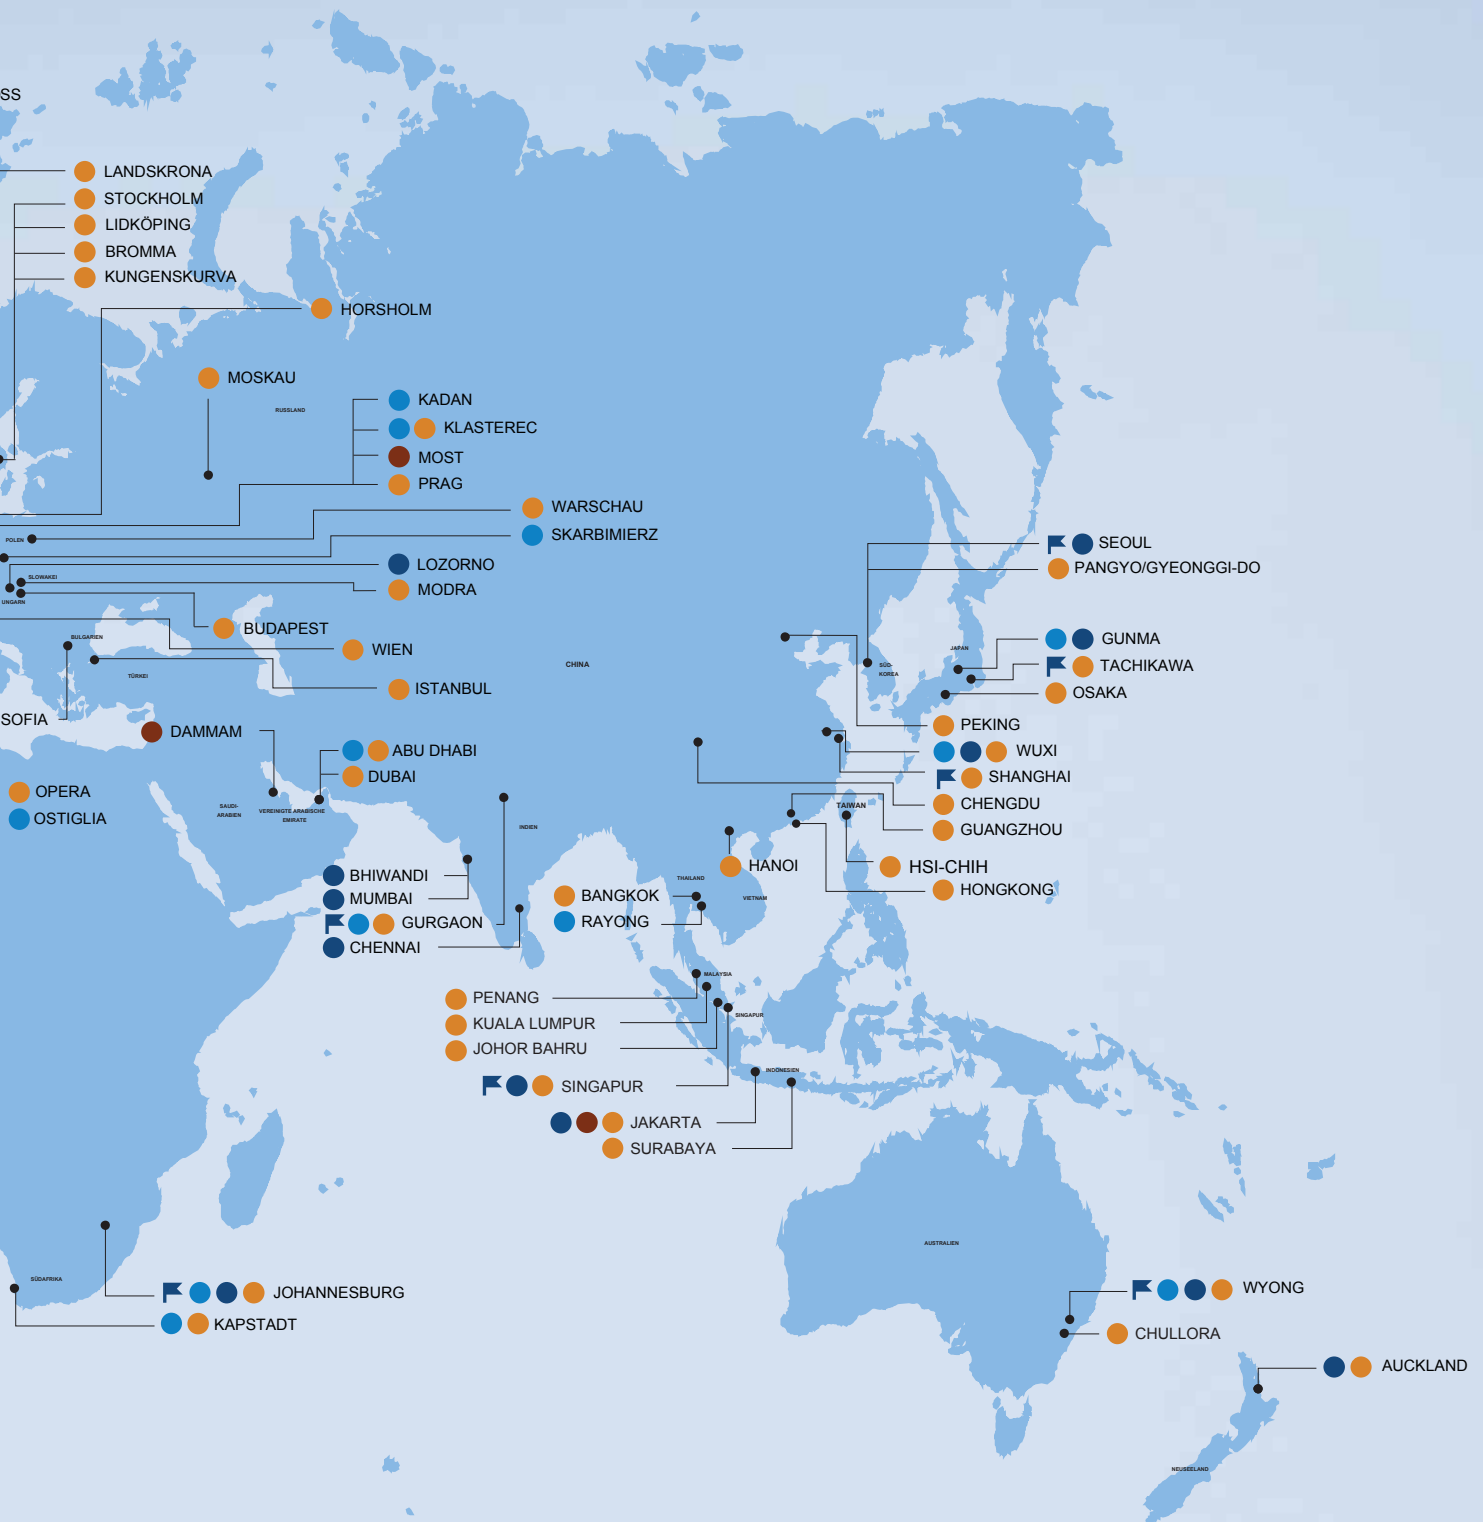 SS
LANDSKRONA
STOCKHOLM
LIDKÖPING
BROMMA
KUNGENSKURVA
HORSHOLM
MOSKAU
RUSSLAND
KADAN
KLASTEREC
MOST
PRAG
WARSCHAU
SKARBIMIERZ
POLEN
LOZORNO
SLOWAKEI
MODRA
UNGARN
BUDAPEST
BULGARIEN
WIEN
TÜRKEI
ISTANBUL
SOFIA
CHINA
SEOUL
PANGYO/GYEONGGI-DO
GUNMA
JAPAN
TACHIKAWA
SÜD-
KOREA
OSAKA
PEKING
WUXI
SHANGHAI
CHENGDU
GUANGZHOU
TAIWAN
HSI-CHIH
HONGKONG
DAMMAM
ABU DHABI
DUBAI
OPERA
OSTIGLIA
SAUDI-
ARABIEN
VEREINIGTE ARABISCHE
EMIRATE
INDIEN
BHIWANDI
MUMBAI
GURGAON
CHENNAI
HANOI
THAILAND
VIETNAM
BANGKOK
RAYONG
MALAYSIA
PENANG
SINGAPUR
KUALA LUMPUR
JOHOR BAHRU
INDONESIEN
SINGAPUR
JAKARTA
SURABAYA
AUSTRALIEN
SÜDAFRIKA
JOHANNESBURG
KAPSTADT
WYONG
CHULLORA
AUCKLAND
NEUSEELAND